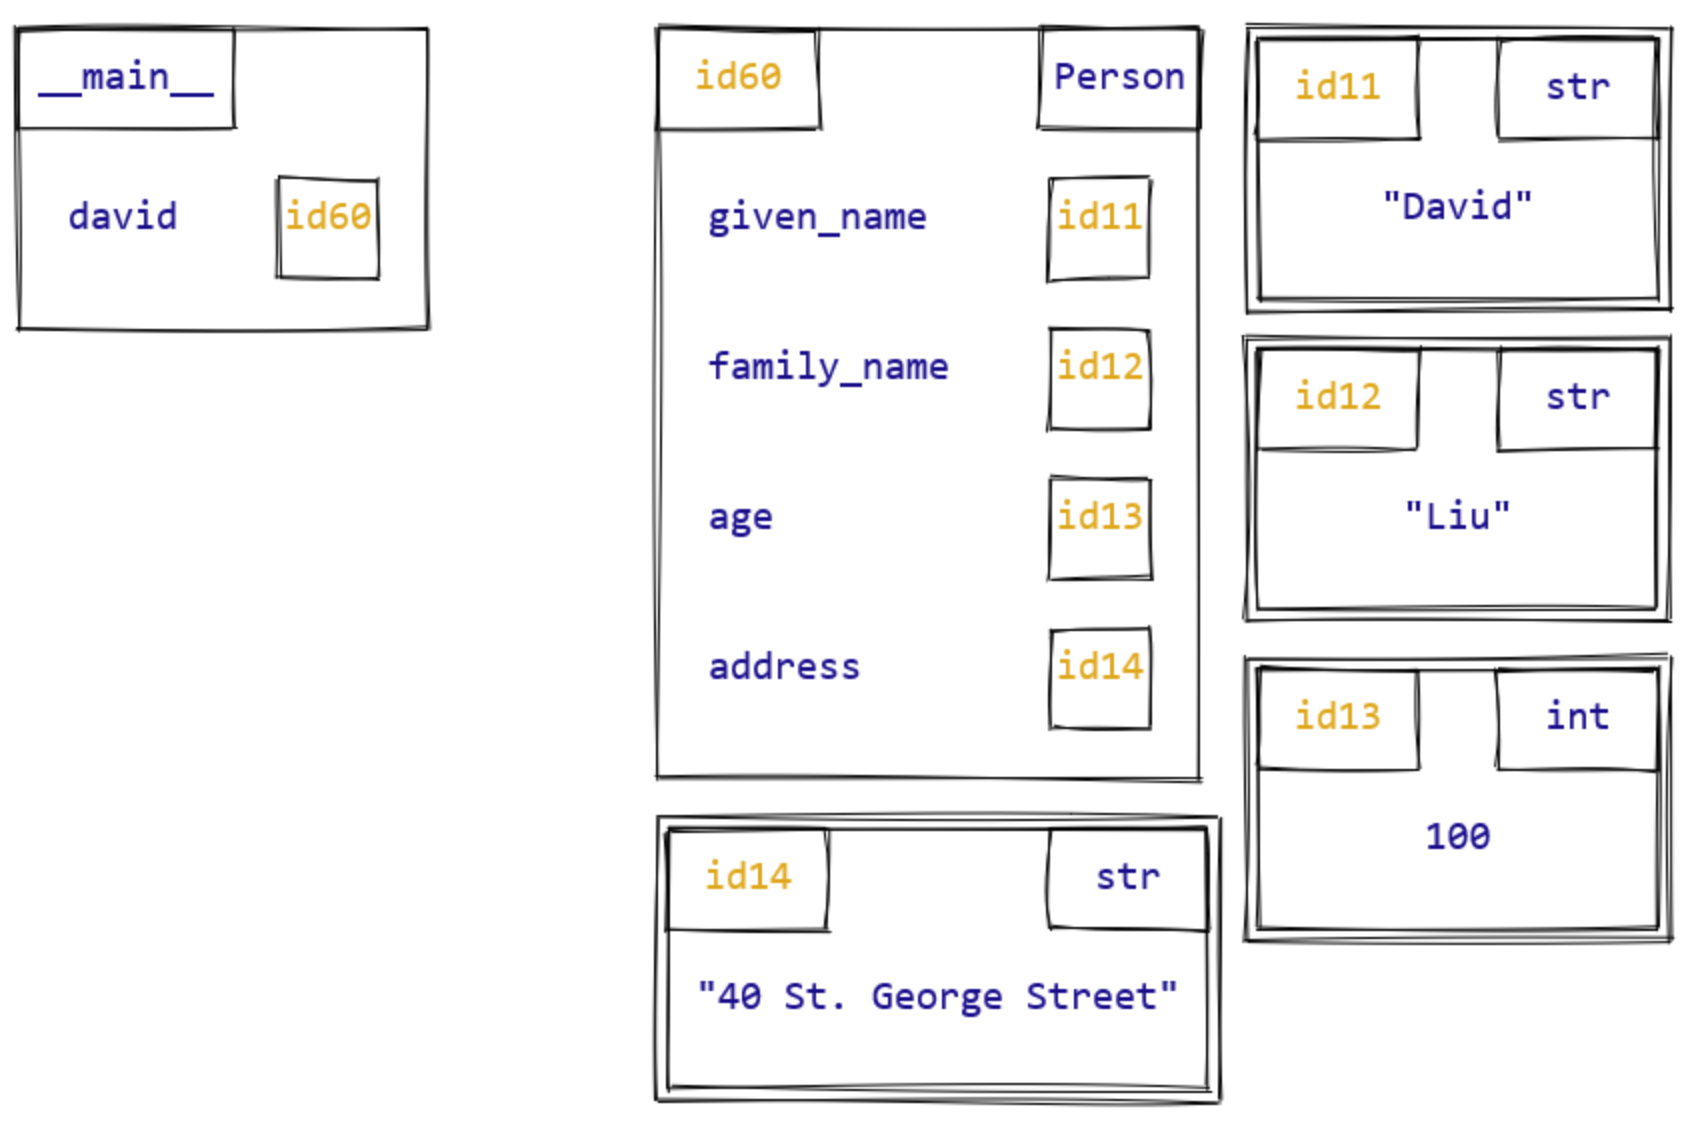 __main__
david id60
id60 Person
given_name id11
family_name id12
age id13
address id14
id14 str
"40 St. George Street"
id11 str
"David"
id12 str
"Liu"
id13 int
100